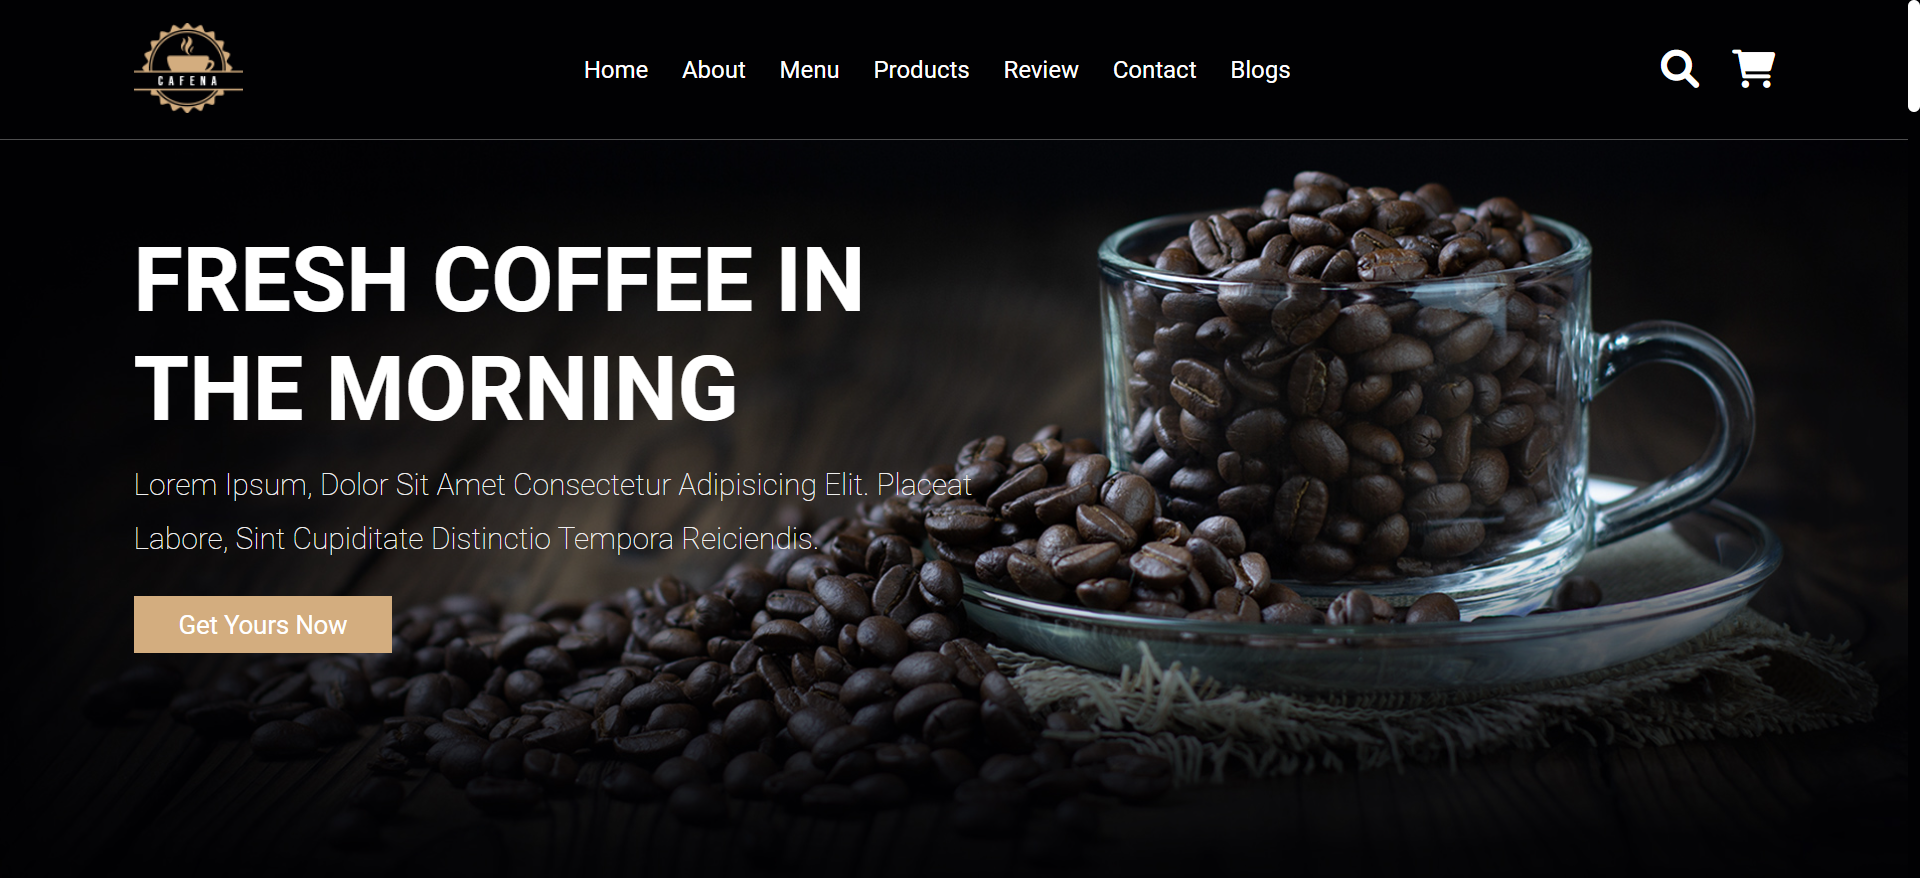 CAFENA
Home About Menu Products Review Contact Blogs
FRESH COFFEE IN
THE MORNING
Lorem Ipsum, Dolor Sit Amet Consectetur Adipisicing Elit. Placeat
Labore, Sint Cupiditate Distinctio Tempora Reiciendis.
Get Yours Now